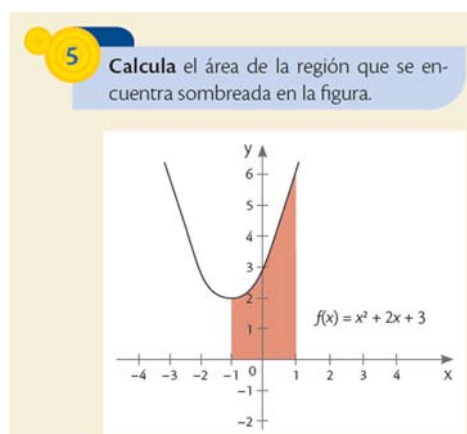 5
Calcula el área de la región que se en-
cuentra sombreada en la figura.
y
6
5
4
3
2
1
f(x) = x² + 2x + 3
-4 -3 -2 -1 0 1 2 3 4 X
-1
-2